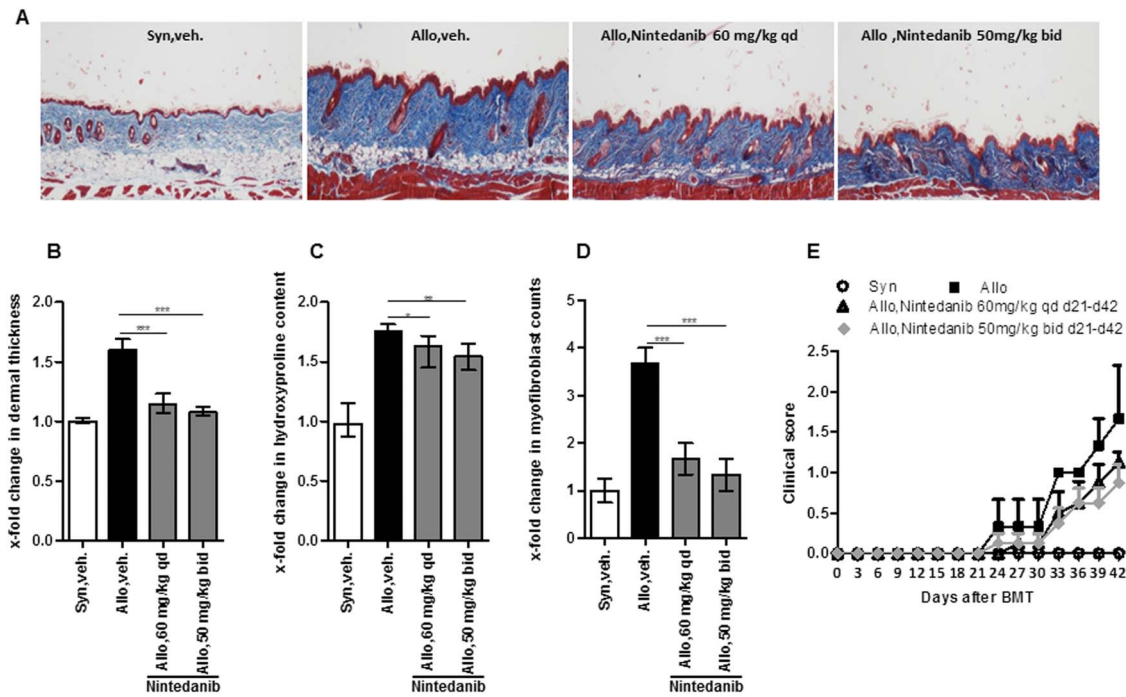 A
Syn,veh.
Allo,veh.
Allo,Nintedanib 60 mg/kg qd
Allo ,Nintedanib 50mg/kg bid
B
x-fold change in dermal thickness
2.0
1.5
1.0
0.5
0.0
***
***
Syn,veh.
Allo,veh.
Allo,60 mg/kg qd
Allo,50 mg/kg bid
Nintedanib
C
x-fold change in hydroxyproline content
2.0
1.5
1.0
0.5
0.0
**
*
Syn,veh.
Allo,veh.
Allo,60 mg/kg qd
Allo,50 mg/kg bid
Nintedanib
D
x-fold change in myofibroblast counts
5
4
3
2
1
0
***
***
Syn,veh.
Allo,veh.
Allo,60 mg/kg qd
Allo,50 mg/kg bid
Nintedanib
E
Syn
Allo
Allo,Nintedanib 60mg/kg qd d21-d42
Allo,Nintedanib 50mg/kg bid d21-d42
Clinical score
2.5
2.0
1.5
1.0
0.5
0.0
0 3 6 9 12 15 18 21 24 27 30 33 36 39 42
Days after BMT